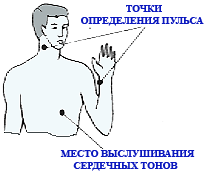 ТОЧКИ
ОПРЕДЕЛЕНИЯ ПУЛЬСА
МЕСТО ВЫСЛУШИВАНИЯ
СЕРДЕЧНЫХ ТОНОВ